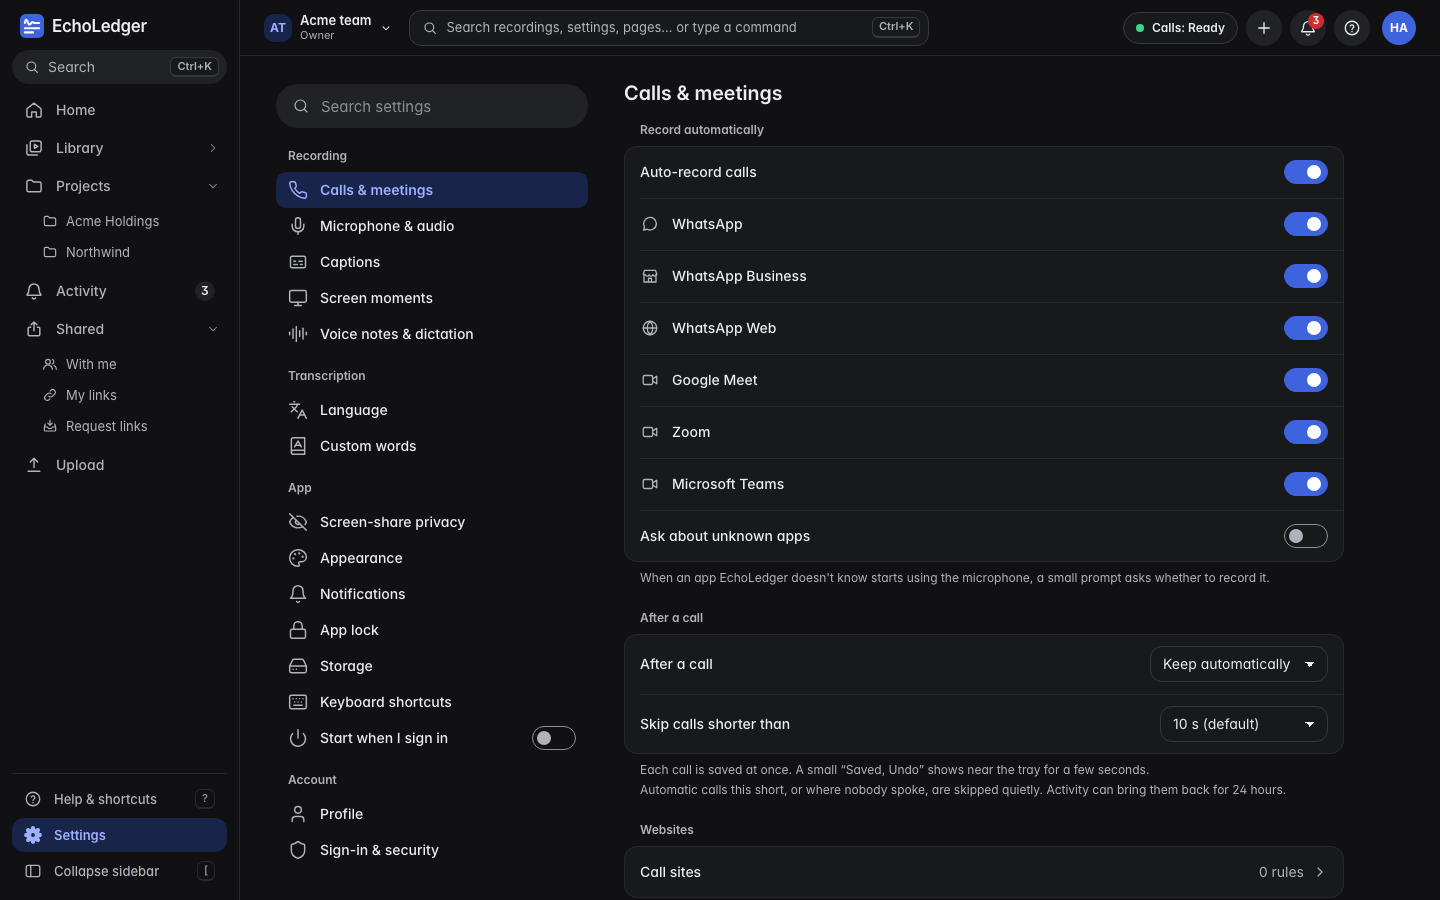 EchoLedger
Search
Ctrl+K
Home
Library
Projects
Acme Holdings
Northwind
Activity
3
Shared
With me
My links
Request links
Upload
Help & shortcuts
?
Settings
Collapse sidebar
[
AT
Acme team
Owner
Search recordings, settings, pages... or type a command
Ctrl+K
Calls: Ready
3
HA
Search settings
Recording
Calls & meetings
Microphone & audio
Captions
Screen moments
Voice notes & dictation
Transcription
Language
Custom words
App
Screen-share privacy
Appearance
Notifications
App lock
Storage
Keyboard shortcuts
Start when I sign in
Account
Profile
Sign-in & security
Calls & meetings
Record automatically
Auto-record calls
WhatsApp
WhatsApp Business
WhatsApp Web
Google Meet
Zoom
Microsoft Teams
Ask about unknown apps
When an app EchoLedger doesn't know starts using the microphone, a small prompt asks whether to record it.
After a call
After a call
Keep automatically
Skip calls shorter than
10 s (default)
Each call is saved at once. A small “Saved, Undo” shows near the tray for a few seconds.
Automatic calls this short, or where nobody spoke, are skipped quietly. Activity can bring them back for 24 hours.
Websites
Call sites
0 rules